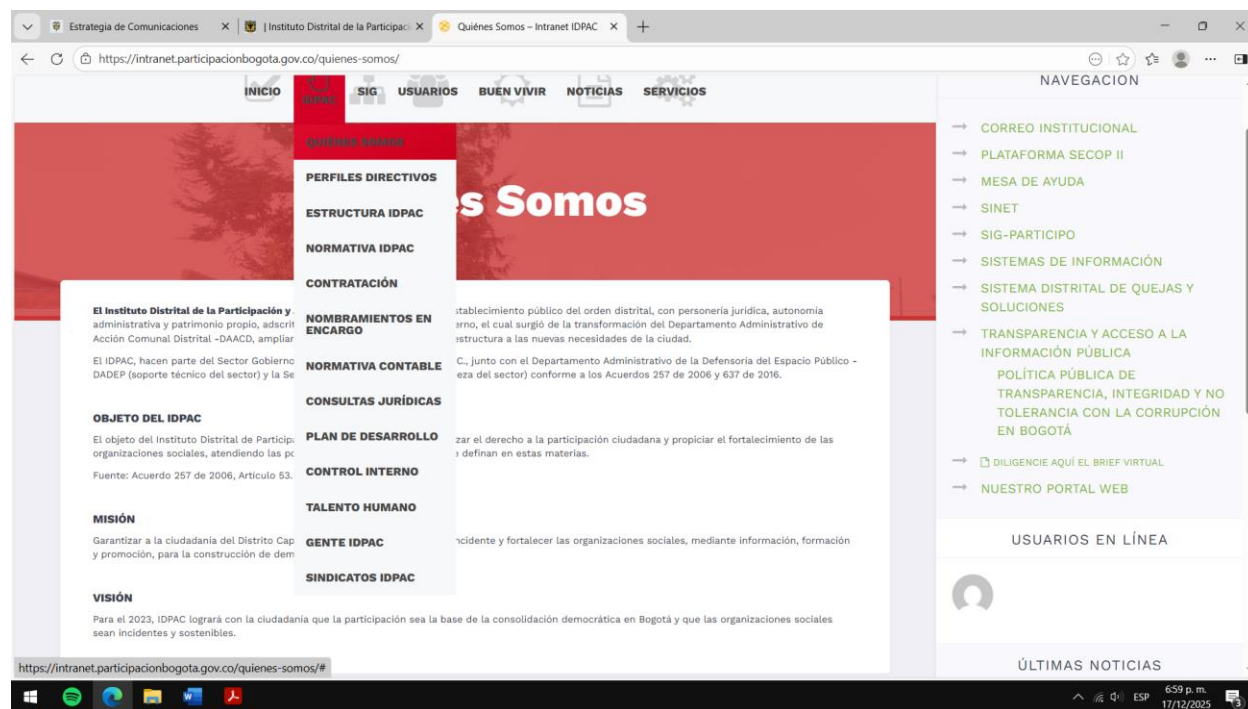 Estrategia de Comunicaciones
| Instituto Distrital de la Participaci
Quiénes Somos – Intranet IDPAC
https://intranet.participacionbogota.gov.co/quienes-somos/
INICIO
IDPAC
SIG
USUARIOS
BUEN VIVIR
NOTICIAS
SERVICIOS
QUIÉNES SOMOS
PERFILES DIRECTIVOS
ESTRUCTURA IDPAC
NORMATIVA IDPAC
CONTRATACIÓN
NOMBRAMIENTOS EN
ENCARGO
NORMATIVA CONTABLE
CONSULTAS JURÍDICAS
PLAN DE DESARROLLO
CONTROL INTERNO
TALENTO HUMANO
GENTE IDPAC
SINDICATOS IDPAC
s Somos
El Instituto Distrital de la Participación y stablecimiento público del orden distrital, con personería jurídica, autonomía
administrativa y patrimonio propio, adscrit erno, el cual surgió de la transformación del Departamento Administrativo de
Acción Comunal Distrital –DAACD, ampliar estructura a las nuevas necesidades de la ciudad.
El IDPAC, hacen parte del Sector Gobierno C., junto con el Departamento Administrativo de la Defensoría del Espacio Público –
DADEP (soporte técnico del sector) y la Se eza del sector) conforme a los Acuerdos 257 de 2006 y 637 de 2016.
OBJETO DEL IDPAC
El objeto del Instituto Distrital de Particip zar el derecho a la participación ciudadana y propiciar el fortalecimiento de las
organizaciones sociales, atendiendo las po definan en estas materias.
Fuente: Acuerdo 257 de 2006, Artículo 53.
MISIÓN
Garantizar a la ciudadanía del Distrito Cap ncidente y fortalecer las organizaciones sociales, mediante información, formación
y promoción, para la construcción de dem
VISIÓN
Para el 2023, IDPAC logrará con la ciudadanía que la participación sea la base de la consolidación democrática en Bogotá y que las organizaciones sociales
sean incidentes y sostenibles.
NAVEGACIÓN
CORREO INSTITUCIONAL
PLATAFORMA SECOP II
MESA DE AYUDA
SINET
SIG-PARTICIPO
SISTEMAS DE INFORMACIÓN
SISTEMA DISTRITAL DE QUEJAS Y
SOLUCIONES
TRANSPARENCIA Y ACCESO A LA
INFORMACIÓN PÚBLICA
POLÍTICA PÚBLICA DE
TRANSPARENCIA, INTEGRIDAD Y NO
TOLERANCIA CON LA CORRUPCIÓN
EN BOGOTÁ
DILIGENCIE AQUÍ EL BRIEF VIRTUAL
NUESTRO PORTAL WEB
USUARIOS EN LÍNEA
ÚLTIMAS NOTICIAS
https://intranet.participacionbogota.gov.co/quienes-somos/#
ESP
6:59 p. m.
17/12/2025
3